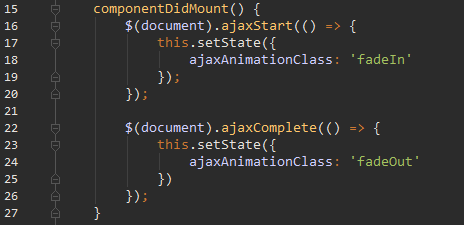 15 componentDidMount() {
16 $(document).ajaxStart(() => {
17 this.setState({
18 ajaxAnimationClass: 'fadeIn'
19 });
20 });
21
22 $(document).ajaxComplete(() => {
23 this.setState({
24 ajaxAnimationClass: 'fadeOut'
25 })
26 });
27 }